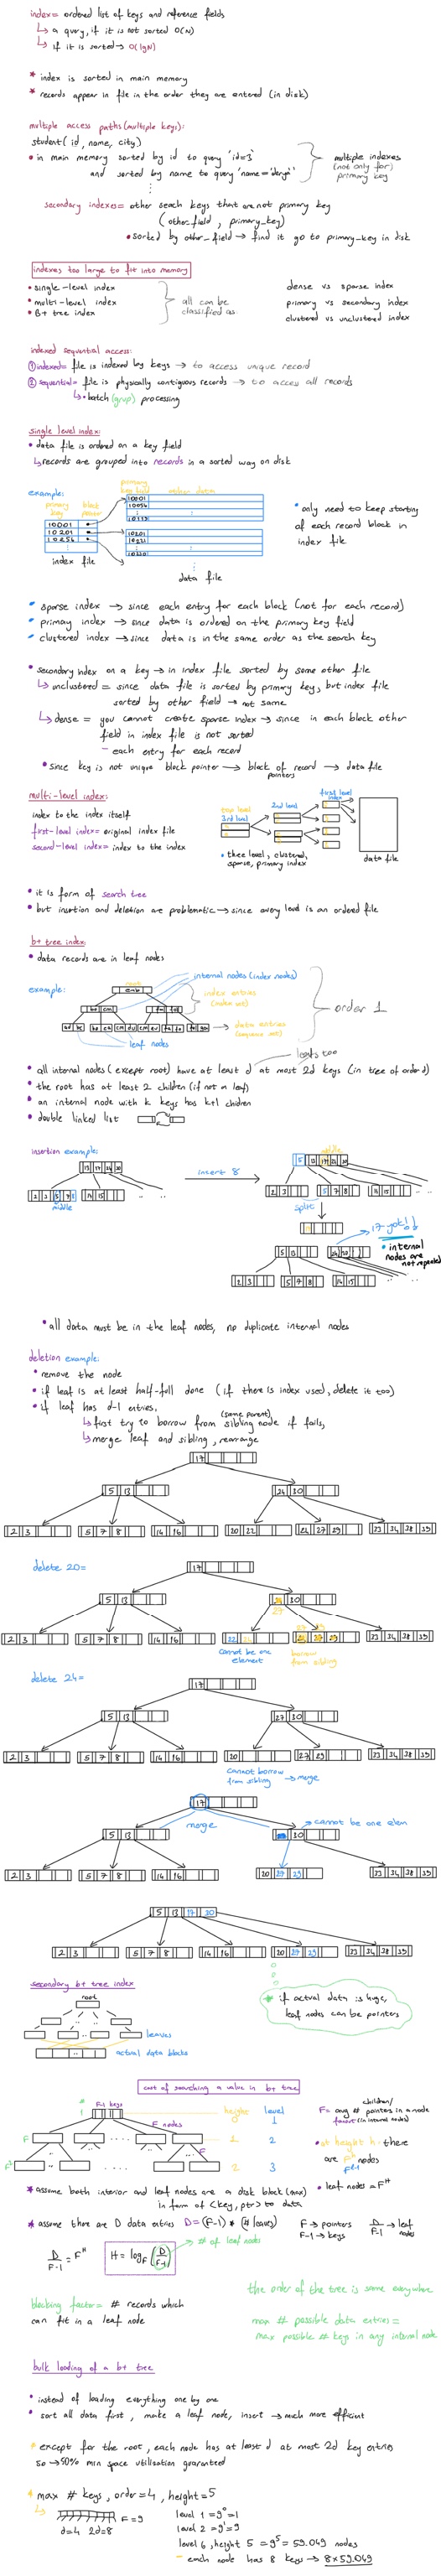 index= ordered list of keys and reference fields
↳ a query, if it is not sorted O(N)
↳ if it is sorted → O(lgN)
* index is sorted in main memory
* records appear in file in the order they are entered (in disk)
multiple access paths (multiple keys):
student( id, name, city)
• in main memory sorted by id to query 'id=3'
and sorted by name to query 'name='derya''
⋮
multiple indexes
(not only for)
primary key
secondary indexes= other seach keys that are not primary key
(other_field, primary_key)
• sorted by other_field → find it go to primary_key in disk
indexes too large to fit into memory
• single-level index
• multi-level index
• B+ tree index
all can be
classified as:
dense vs sparse index
primary vs secondary index
clustered vs unclustered index
indexed sequential access:
① indexed= file is indexed by keys → to access unique record
② sequential= file is physically contiguous records → to access all records
↳ • batch (grup) processing
single level index:
• data file is ordered on a key field
↳ records are grouped into records in a sorted way on disk
example:
primary key
block pointer
10001
10201
10256
⋮
index file
primary
key field
10001
10054
10201
data file
• only need to keep starting
of each record block in
index file
• sparse index → since each entry for each block (not for each record)
• primary index → since data is ordered on the primary key field
• clustered index → since data is in the same order as the search key
• secondary index on a key → in index file sorted by some other file
↳ unclustered = since data file is sorted by primary key, but index file
sorted by other field → not same
↳ dense = you cannot create sparse index → since in each block other
field in index file is not sorted
- each entry for each record
• since key is not unique block pointer → block of record → data file
pointers
multi-level index:
index to the index itself
first-level index= original index file
second-level index= index to the index
top level
3rd level
2nd level
first level
index
data file
• three level, clustered,
sparse, primary index
• it is form of search tree
• but insertion and deletion are problematic → since every level is an ordered file
b+ tree index:
• data records are in leaf nodes
internal nodes (index nodes)
example:
root
index entries
(index set)
order 1
data entries
(sequence set)
leaf nodes
leafs too
• all internal nodes (except root) have at least d at most 2d keys (in tree of order d)
• the root has at least 2 children (if not a leaf)
• an internal node with k keys has k+1 chidren
• double linked list
insertion example:
13 17 24 30
2 3 5 7 8
14 15
middle
insert 8
middle
5 13 17 24 30
2 3
5 7 8
14 15
split
17 gok!!
• internal
nodes are
not repeated
5 13
24 30
2 3
5 7 8
14 15
• all data must be in the leaf nodes, no duplicate internal nodes
deletion example:
• remove the node
• if leaf is at least half-full done (if there is index used, delete it too)
• if leaf has d-1 entries,
(same parent)
↳ first try to borrow from sibling node if fails,
↳ merge leaf and sibling, rearrange
17
5 13
24 30
2 3
5 7 8
14 16
20 22
24 27 29
33 34 38 39
delete 20=
17
5 13
24 30
27
2 3
5 7 8
14 16
22 24
27 29
33 34 38 39
cannot be one
element
borrow
from sibling
delete 24=
17
5 13
27 30
2 3
5 7 8
14 16
20
27 29
33 34 38 39
cannot borrow
from sibling → merge
17
merge
cannot be one elem
5 13
30
2 3
5 7 8
14 16
20 27 29
33 34 38 39
5 13 17 30
2 3
5 7 8
14 16
20 27 29
33 34 38 39
* if actual data is huge,
leaf nodes can be pointers
secondary b+ tree index
root
leaves
actual data blocks
cost of searching a value in b+ tree
F-1 keys
F nodes
height level
1
1 2
2 3
children/
F= avg # pointers in a node
fanout (in internal nodes)
• at height h there
are F^h nodes
• leaf nodes = F^H
* assume both interior and leaf nodes are a disk block (max)
in form of <key, ptr> to data
* assume there are D data entries D= (F-1) * (# leaves)
F → pointers
F-1 → keys
D/F-1 → leaf nodes
# of leaf nodes
D/F-1 = F^H
H = log_F (D/F-1)
the order of the tree is same everywhere
blocking factor= # records which
can fit in a leaf node
max # possible data entries =
max possible # keys in any internal node
bulk loading of a b+ tree
• instead of loading everything one by one
• sort all data first, make a leaf node, insert → much more efficient
* except for the root, each node has at least d at most 2d key entries
so → %50 min space utilisation guaranteed
* max # keys, order=4, height=5
↳ F=9
d=4 2d=8
level 1 = 9^0 = 1
level 2 = 9^1 = 9
level 6, height 5 = 9^5 = 59.049 nodes
- each node has 8 keys → 8×59.049